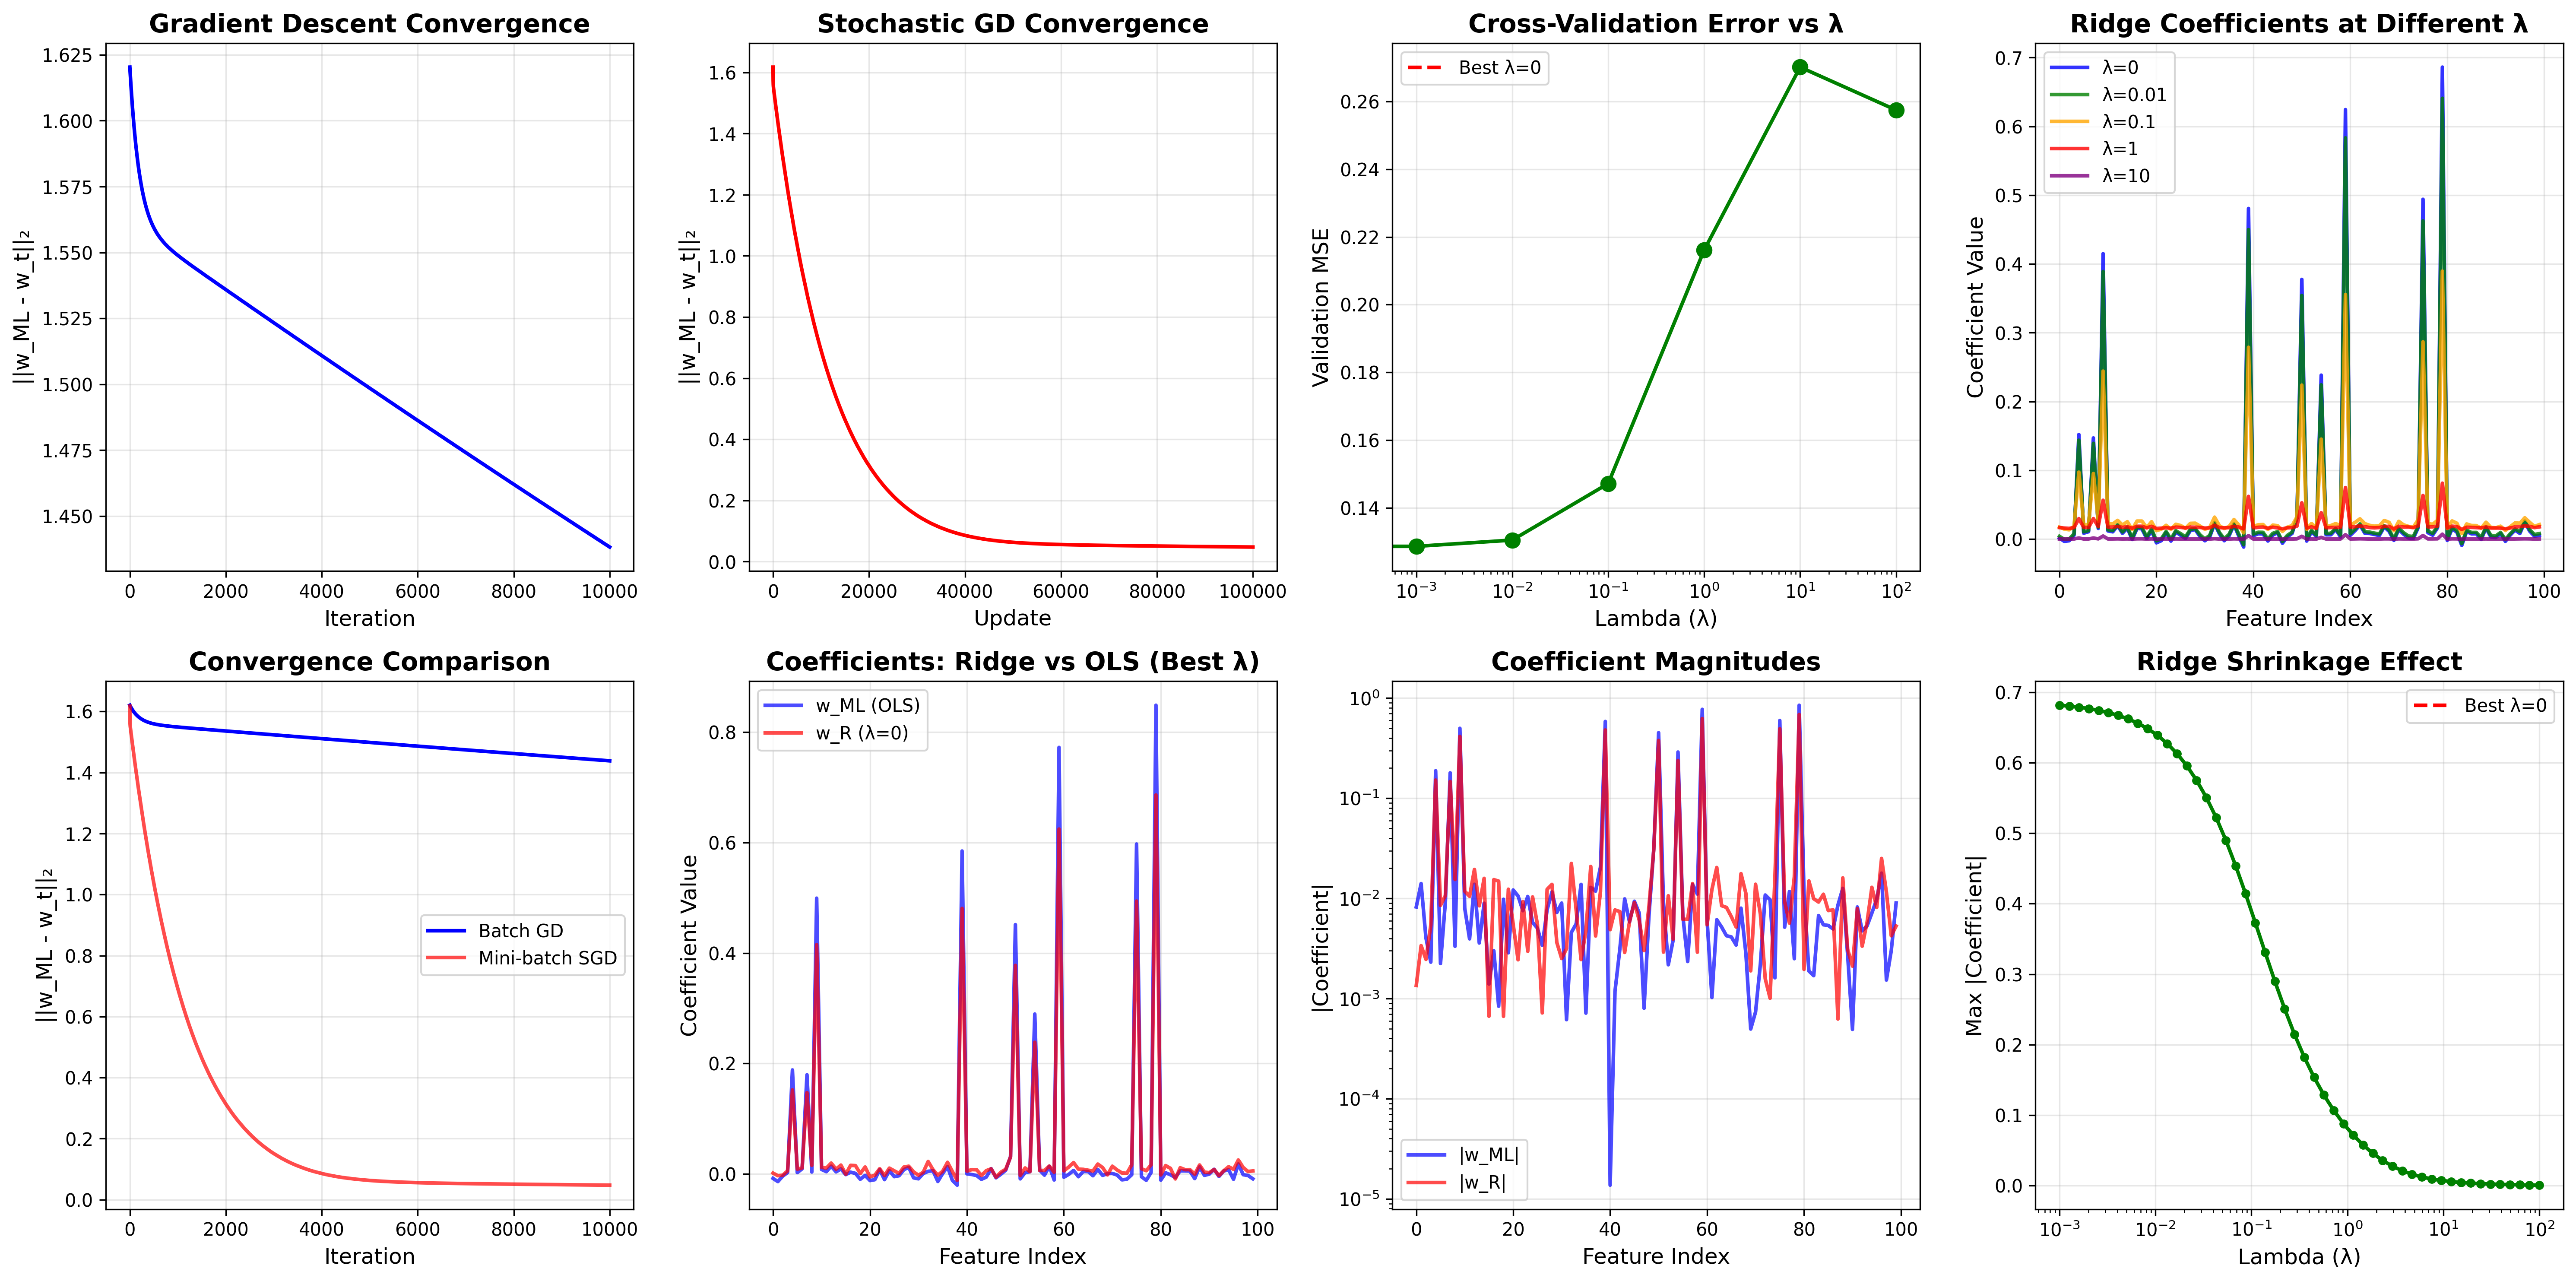 Gradient Descent Convergence
||w_ML - w_t||₂
1.625
1.600
1.575
1.550
1.525
1.500
1.475
1.450
0 2000 4000 6000 8000 10000
Iteration
Stochastic GD Convergence
||w_ML - w_t||₂
1.6
1.4
1.2
1.0
0.8
0.6
0.4
0.2
0.0
0 20000 40000 60000 80000 100000
Update
Cross-Validation Error vs λ
Best λ=0
Validation MSE
0.26
0.24
0.22
0.20
0.18
0.16
0.14
10⁻³ 10⁻² 10⁻¹ 10⁰ 10¹ 10²
Lambda (λ)
Ridge Coefficients at Different λ
λ=0
λ=0.01
λ=0.1
λ=1
λ=10
Coefficient Value
0.7
0.6
0.5
0.4
0.3
0.2
0.1
0.0
0 20 40 60 80 100
Feature Index
Convergence Comparison
||w_ML - w_t||₂
1.6
1.4
1.2
1.0
0.8
0.6
0.4
0.2
0.0
Batch GD
Mini-batch SGD
0 2000 4000 6000 8000 10000
Iteration
Coefficients: Ridge vs OLS (Best λ)
w_ML (OLS)
w_R (λ=0)
Coefficient Value
0.8
0.6
0.4
0.2
0.0
0 20 40 60 80 100
Feature Index
Coefficient Magnitudes
|Coefficient|
10⁰
10⁻¹
10⁻²
10⁻³
10⁻⁴
10⁻⁵
|w_ML|
|w_R|
0 20 40 60 80 100
Feature Index
Ridge Shrinkage Effect
Best λ=0
Max |Coefficient|
0.7
0.6
0.5
0.4
0.3
0.2
0.1
0.0
10⁻³ 10⁻² 10⁻¹ 10⁰ 10¹ 10²
Lambda (λ)